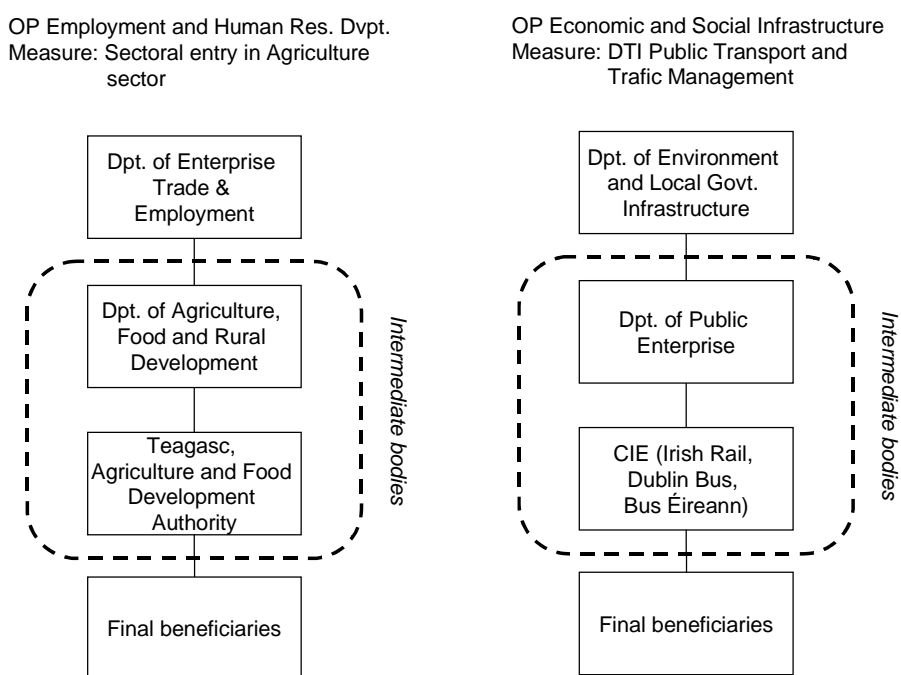 OP Employment and Human Res. Dvpt.
Measure: Sectoral entry in Agriculture
sector
Dpt. of Enterprise
Trade &
Employment
Dpt. of Agriculture,
Food and Rural
Development
Teagasc,
Agriculture and Food
Development
Authority
Final beneficiaries
Intermediate bodies
OP Economic and Social Infrastructure
Measure: DTI Public Transport and
Trafic Management
Dpt. of Environment
and Local Govt.
Infrastructure
Dpt. of Public
Enterprise
CIE (Irish Rail,
Dublin Bus,
Bus Éireann)
Final beneficiaries
Intermediate bodies